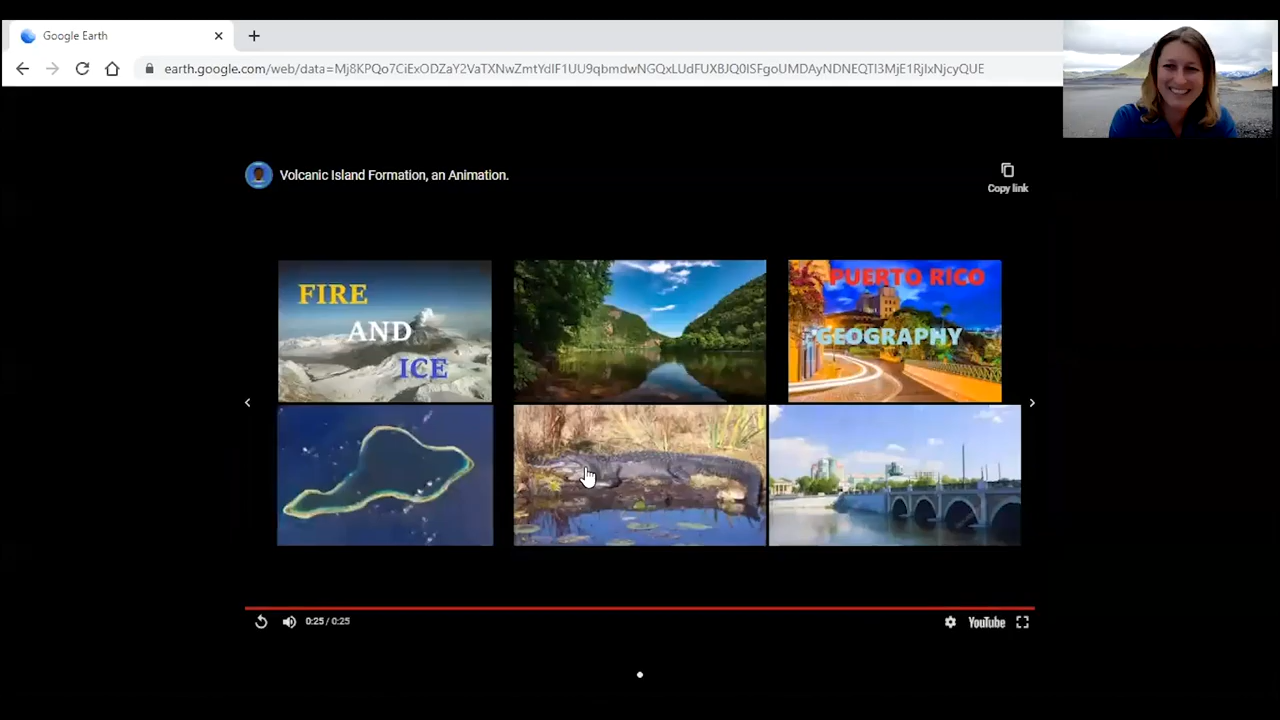 Google Earth
earth.google.com/web/data=Mj8KPQo7CiExODZaY3VaTXNwZmtYdlF1UU9qbmdwNGQxLUdFUXBJQ0lSFgoUMDAyNDNEQTI3MjE1RjIxNjcyQUE
Volcanic Island Formation, an Animation.
Copy link
FIRE
AND
ICE
PUERTO RICO
GEOGRAPHY
0:25 / 0:25
YouTube